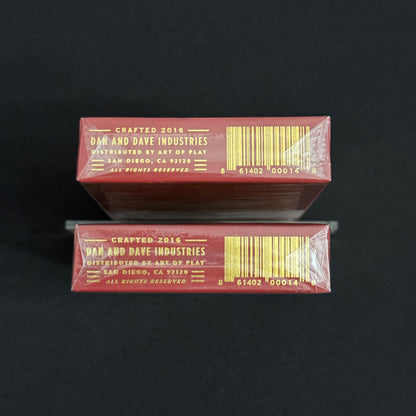 CRAFTED 2016
DAN AND DAVE INDUSTRIES
DISTRIBUTED BY ART OF PLAY
SAN DIEGO, CA 92120
ALL RIGHTS RESERVED
8 61402 00014 3
CRAFTED 2016
DAN AND DAVE INDUSTRIES
DISTRIBUTED BY ART OF PLAY
SAN DIEGO, CA 92120
ALL RIGHTS RESERVED
8 61402 00014